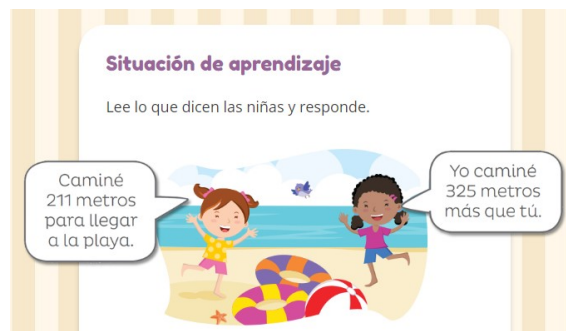 Situación de aprendizaje
Lee lo que dicen las niñas y responde.
Caminé
211 metros
para llegar
a la playa.
Yo caminé
325 metros
más que tú.